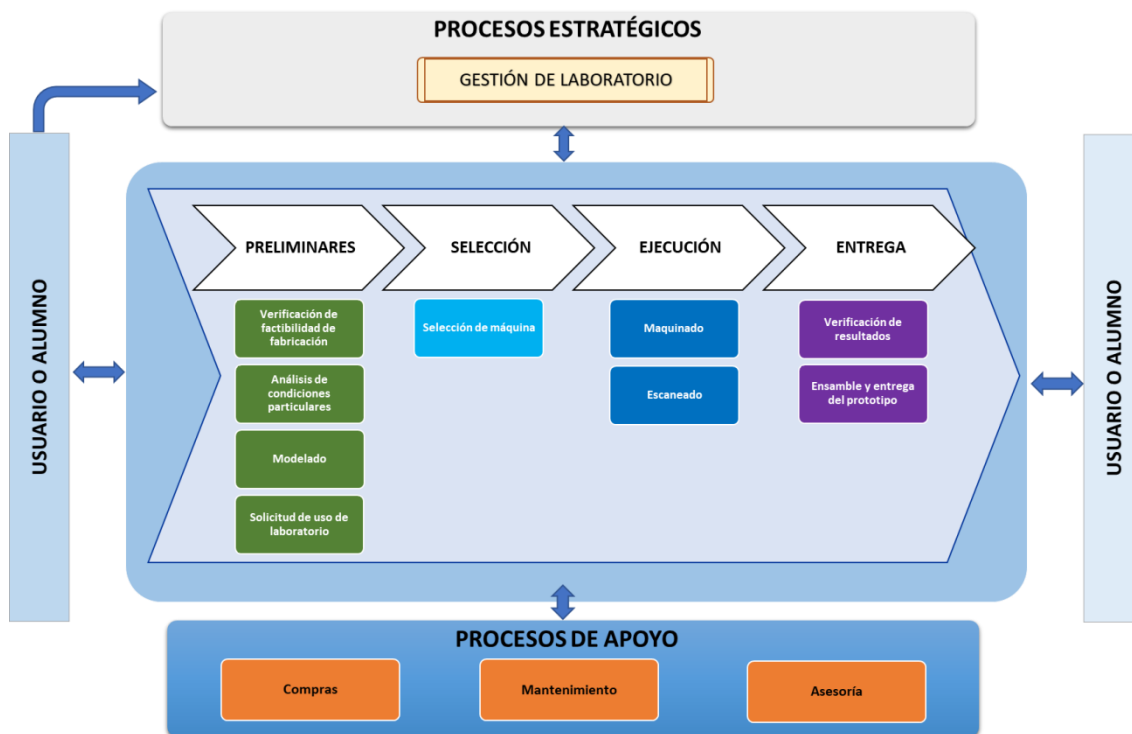 PROCESOS ESTRATÉGICOS
GESTIÓN DE LABORATORIO
USUARIO O ALUMNO
PRELIMINARES
SELECCIÓN
EJECUCIÓN
ENTREGA
Verificación de
factibilidad de
fabricación
Análisis de
condiciones
particulares
Modelado
Solicitud de uso de
laboratorio
Selección de máquina
Maquinado
Escaneado
Verificación de
resultados
Ensamble y entrega
del prototipo
USUARIO O ALUMNO
PROCESOS DE APOYO
Compras
Mantenimiento
Asesoría